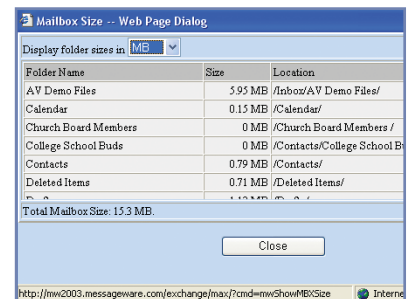 Mailbox Size -- Web Page Dialog
Display folder sizes in MB
Folder Name Size Location
AV Demo Files 5.95 MB /Inbox/AV Demo Files/
Calendar 0.15 MB /Calendar/
Church Board Members 0 MB /Church Board Members /
College School Buds 0 MB /Contacts/College School B
Contacts 0.79 MB /Contacts/
Deleted Items 0.71 MB /Deleted Items/
Total Mailbox Size: 15.3 MB.
Close
http://mw2003.messageware.com/exchange/max/?cmd=mwShowMBXSize Interne